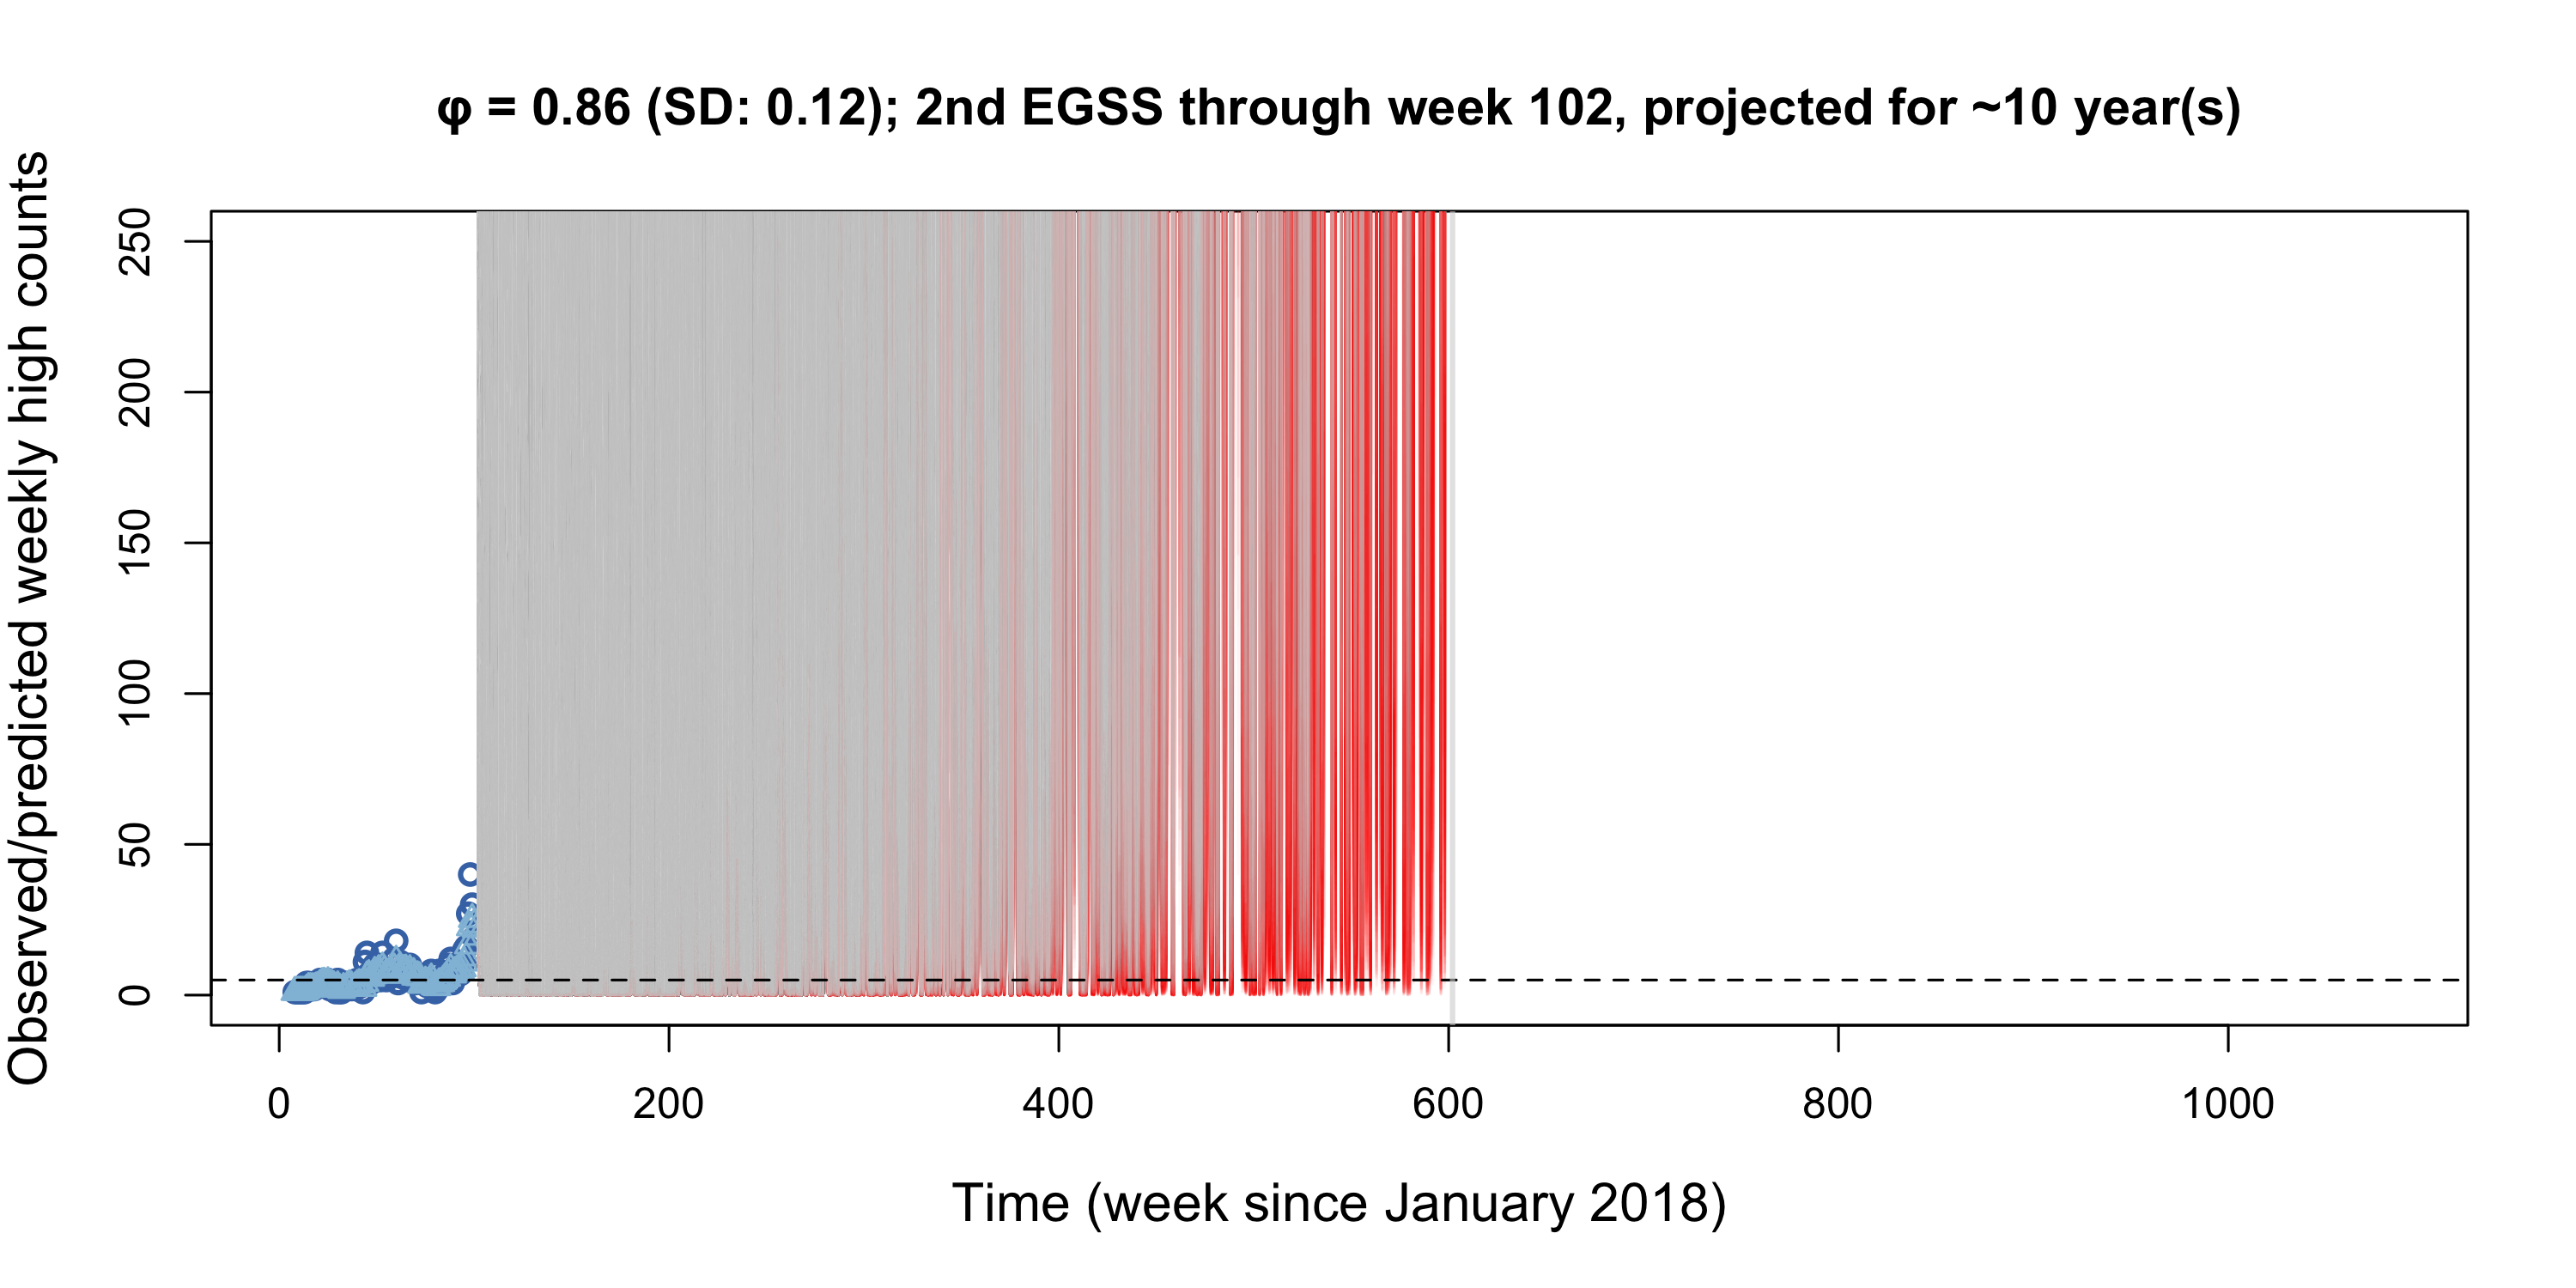 φ = 0.86 (SD: 0.12); 2nd EGSS through week 102, projected for ~10 year(s)
Observed/predicted weekly high counts
250
200
150
100
50
0
0 200 400 600 800 1000
Time (week since January 2018)